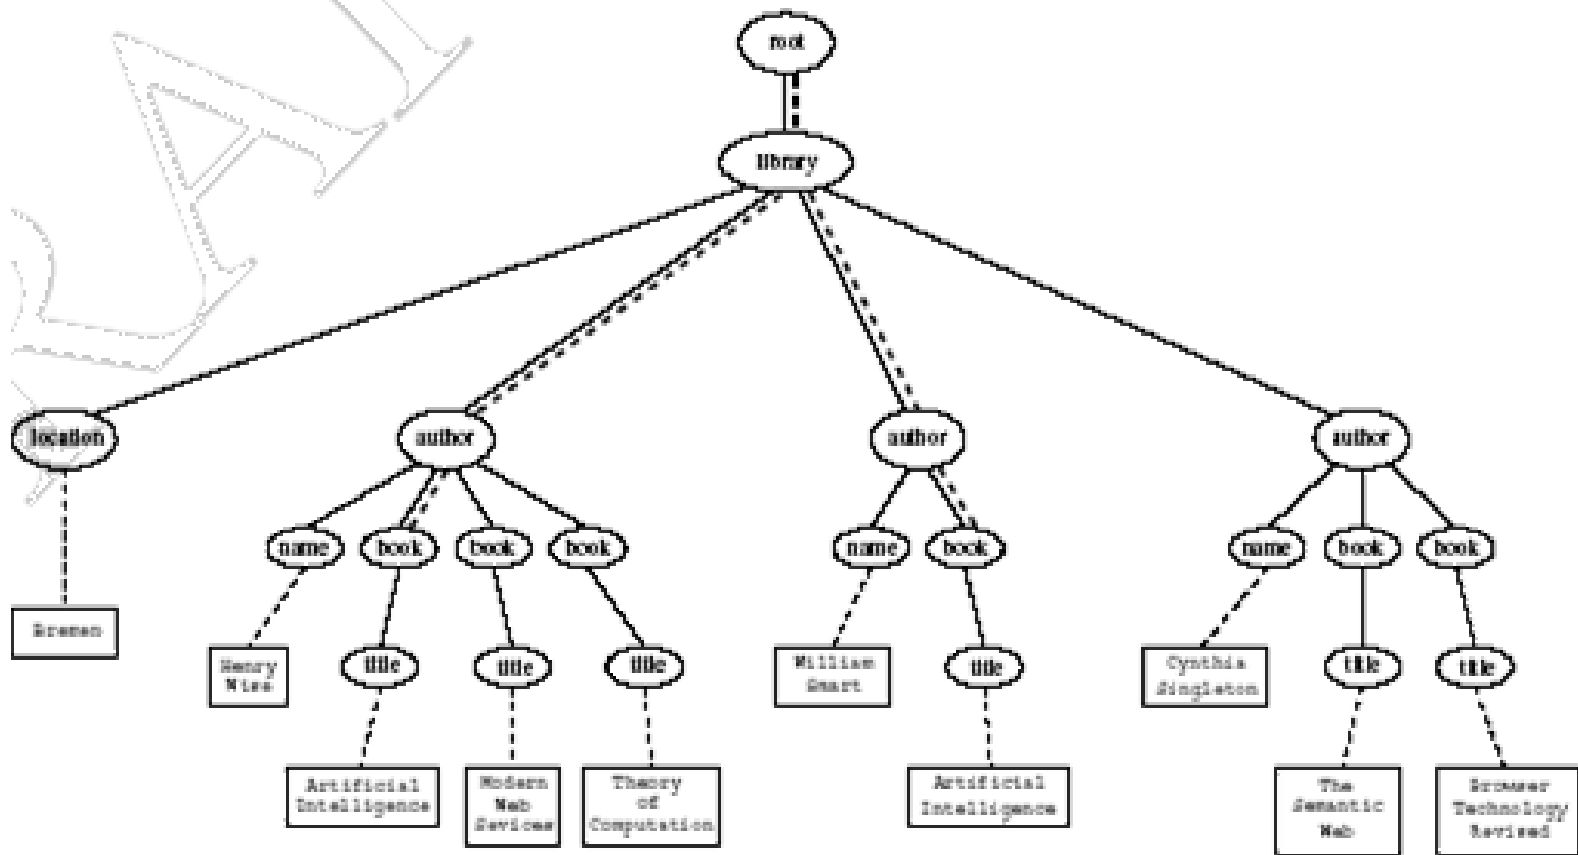 root
library
location
author
author
author
name
book
book
book
name
book
name
book
book
Bremen
Henry
Wise
title
title
title
William
Smart
title
Cynthia
Singleton
title
title
Artificial
Intelligence
Modern
Web
Sevices
Theory
of
Computation
Artificial
Intelligence
The
Semantic
Web
Browser
Technology
Revised